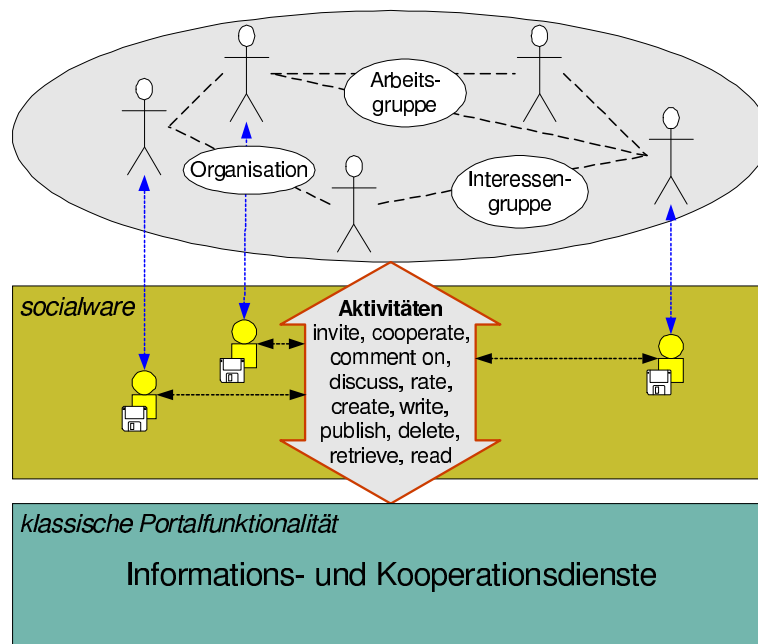 Arbeits-
gruppe
Organisation
Interessen-
gruppe
socialware
Aktivitäten
invite, cooperate,
comment on,
discuss, rate,
create, write,
publish, delete,
retrieve, read
klassische Portalfunktionalität
Informations- und Kooperationsdienste